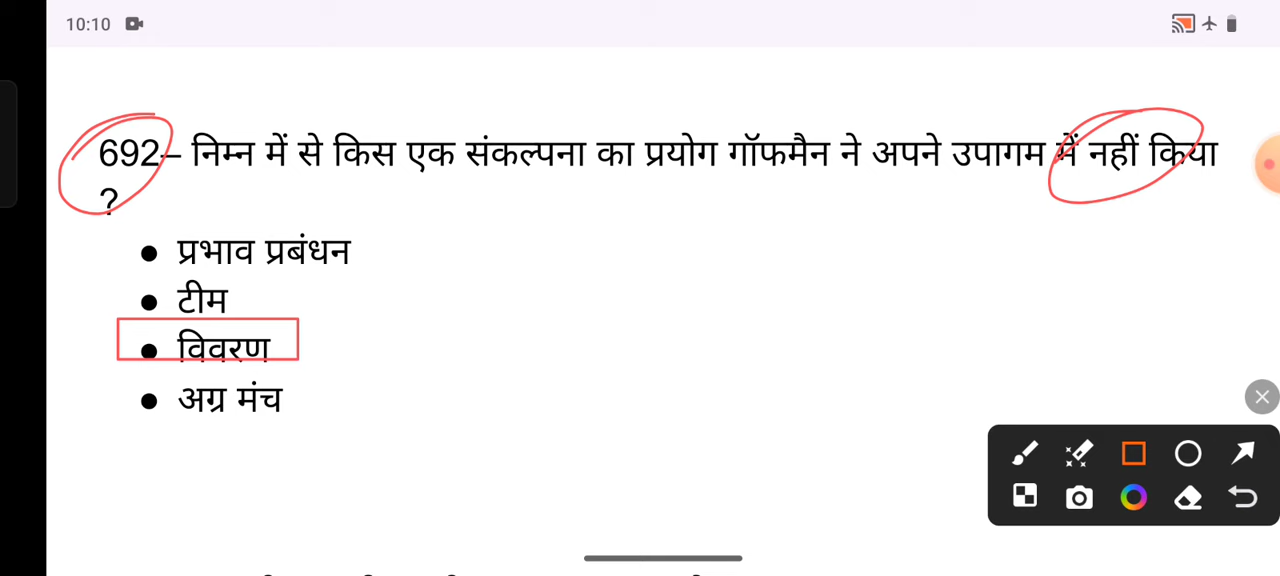 10:10
692– निम्न में से किस एक संकल्पना का प्रयोग गॉफमैन ने अपने उपागम में नहीं किया
?
● प्रभाव प्रबंधन
● टीम
● विवरण
● अग्र मंच